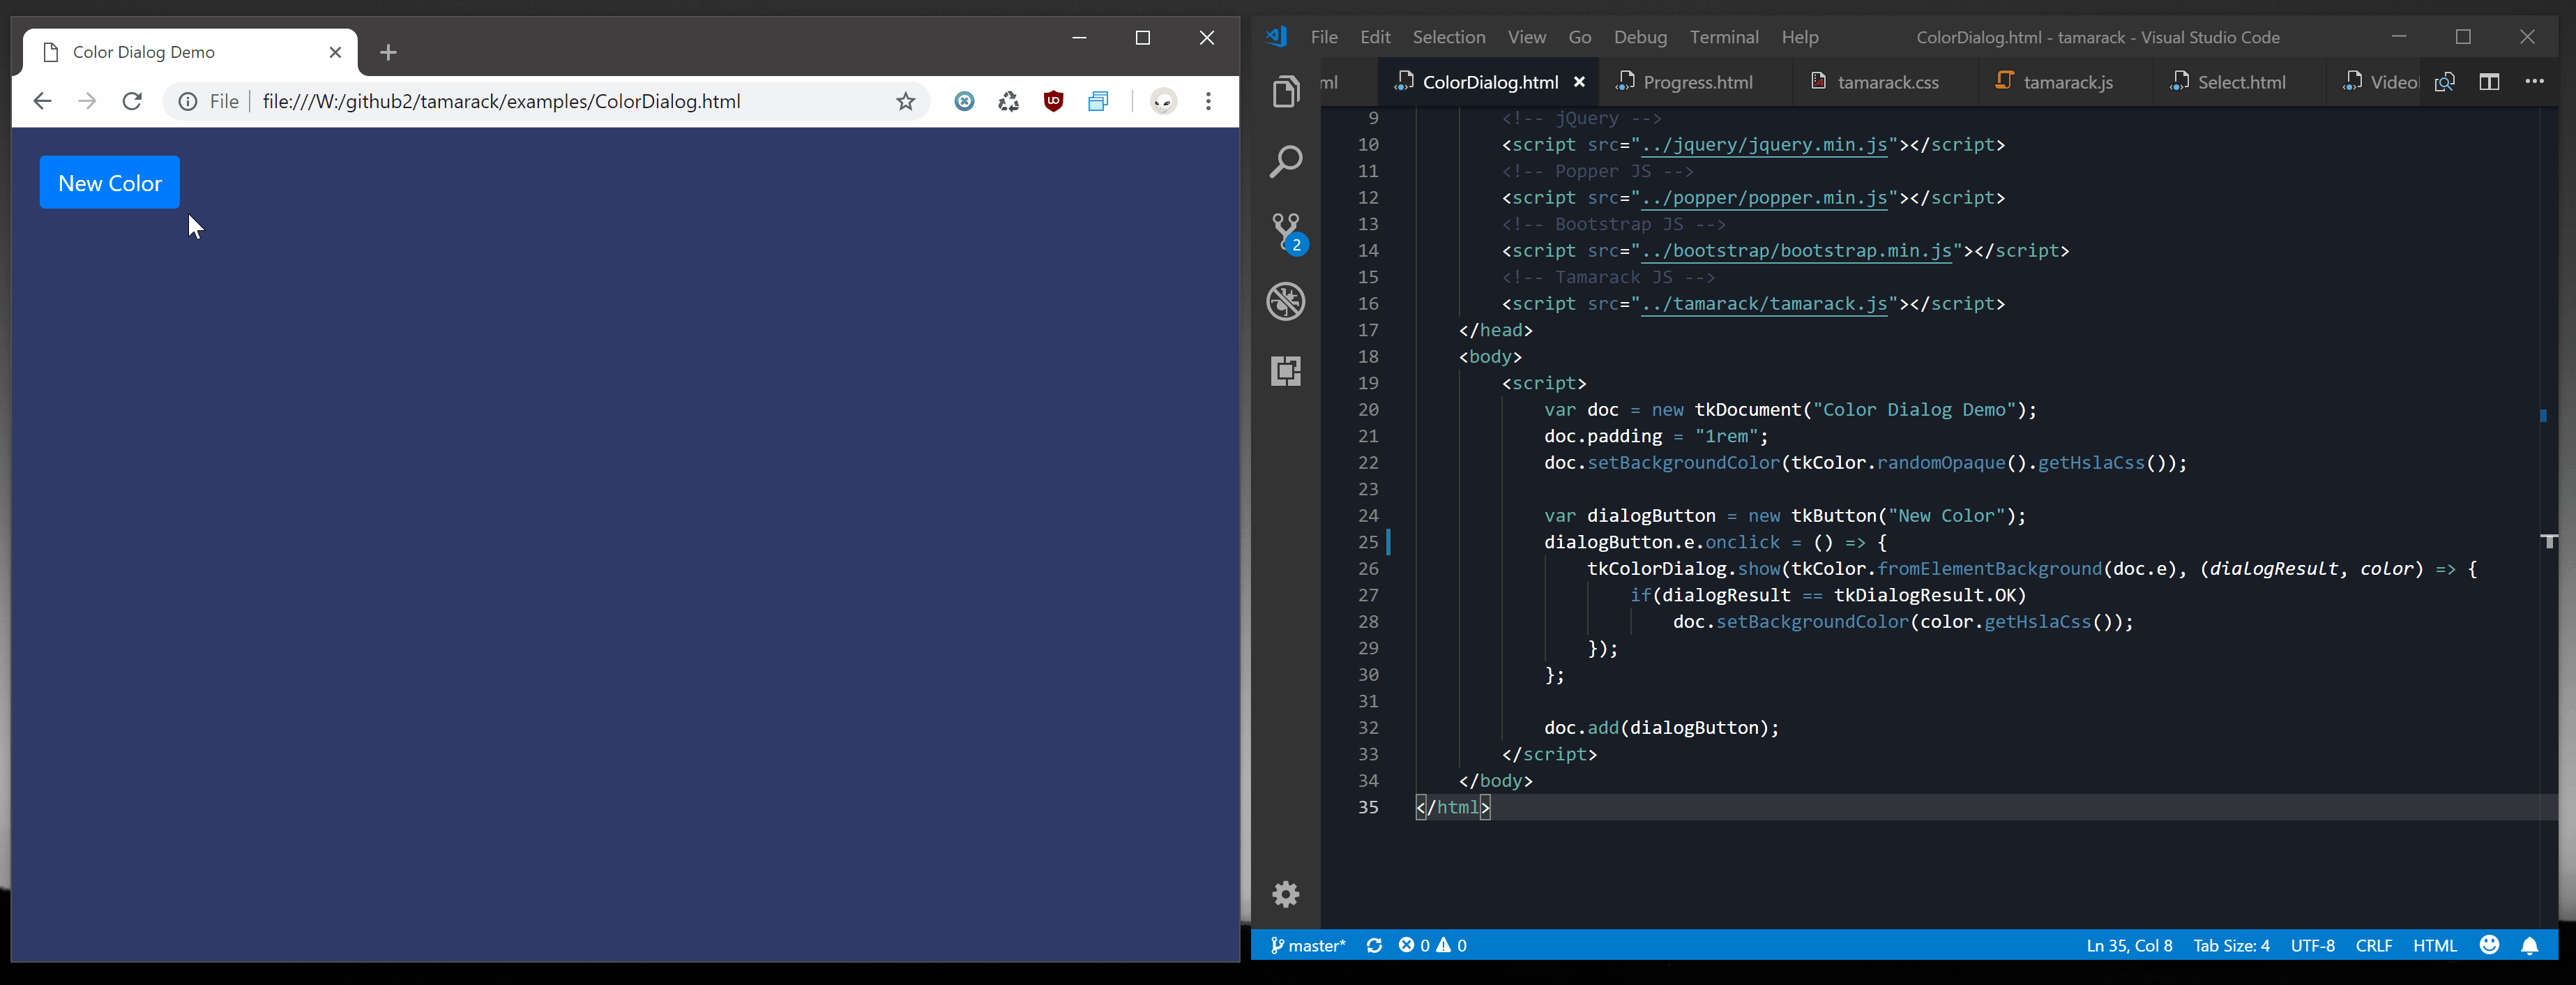 Color Dialog Demo
File file:///W:/github2/tamarack/examples/ColorDialog.html
New Color
File Edit Selection View Go Debug Terminal Help ColorDialog.html - tamarack - Visual Studio Code
ml ColorDialog.html Progress.html tamarack.css tamarack.js Select.html Video
2
9 <!-- jQuery -->
10 <script src="../jquery/jquery.min.js"></script>
11 <!-- Popper JS -->
12 <script src="../popper/popper.min.js"></script>
13 <!-- Bootstrap JS -->
14 <script src="../bootstrap/bootstrap.min.js"></script>
15 <!-- Tamarack JS -->
16 <script src="../tamarack/tamarack.js"></script>
17 </head>
18 <body>
19 <script>
20 var doc = new tkDocument("Color Dialog Demo");
21 doc.padding = "1rem";
22 doc.setBackgroundColor(tkColor.randomOpaque().getHslaCss());
23
24 var dialogButton = new tkButton("New Color");
25 dialogButton.e.onclick = () => {
26 tkColorDialog.show(tkColor.fromElementBackground(doc.e), (dialogResult, color) => {
27 if(dialogResult == tkDialogResult.OK)
28 doc.setBackgroundColor(color.getHslaCss());
29 });
30 };
31
32 doc.add(dialogButton);
33 </script>
34 </body>
35 </html>
master* 0 0 Ln 35, Col 8 Tab Size: 4 UTF-8 CRLF HTML